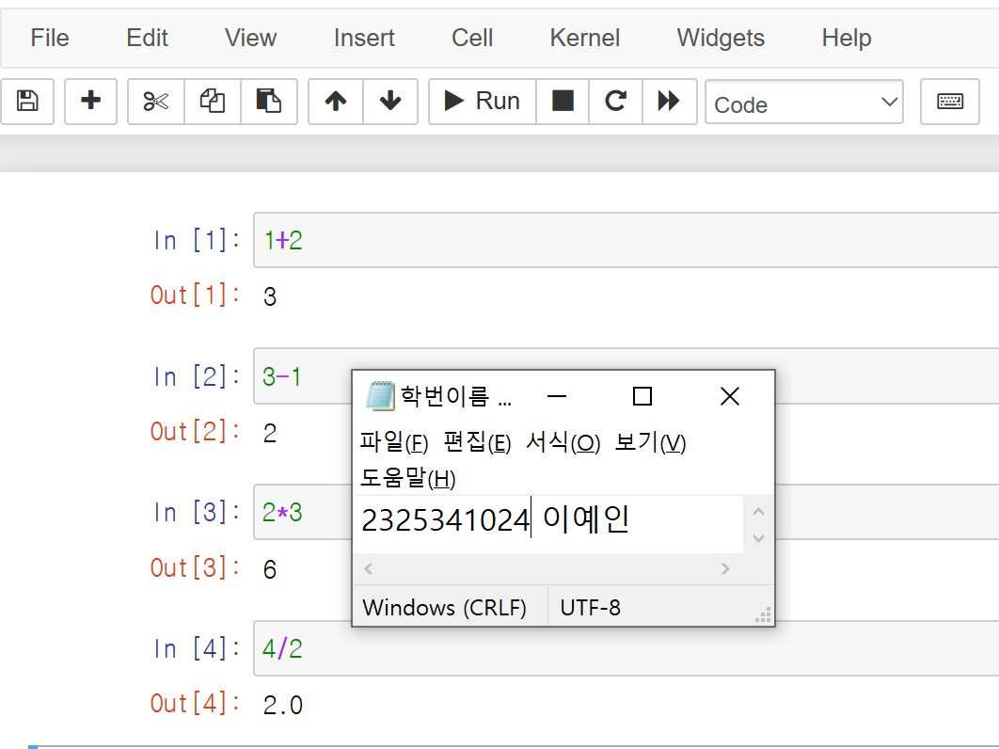 File Edit View Insert Cell Kernel Widgets Help
Run Code
In [1]: 1+2
Out[1]: 3
In [2]: 3-1
Out[2]: 2
In [3]: 2*3
Out[3]: 6
In [4]: 4/2
Out[4]: 2.0
학번이름 ...
파일(F) 편집(E) 서식(O) 보기(V)
도움말(H)
2325341024 이예인
Windows (CRLF) UTF-8